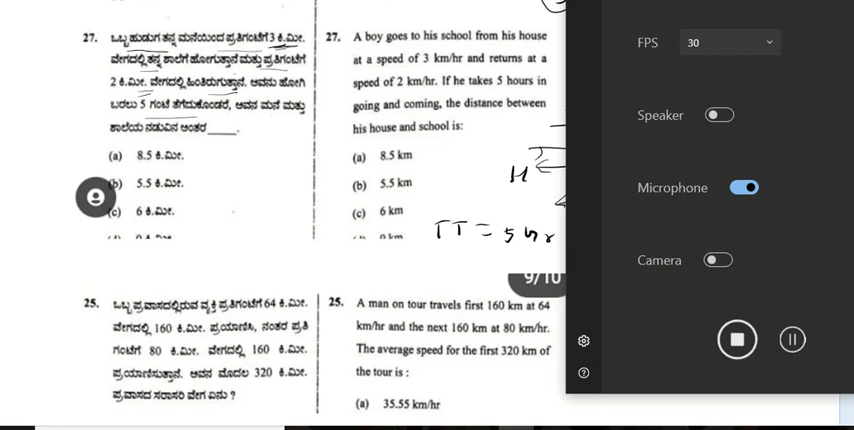 27. ಒಬ್ಬ ಹುಡುಗ ತನ್ನ ಮನೆಯಿಂದ ಪ್ರತಿಗಂಟೆಗೆ 3 ಕಿ.ಮೀ.
ವೇಗದಲ್ಲಿ ತನ್ನ ಶಾಲೆಗೆ ಹೋಗುತ್ತಾನೆ ಮತ್ತು ಪ್ರತಿಗಂಟೆಗೆ
2 ಕಿ.ಮೀ. ವೇಗದಲ್ಲಿ ಹಿಂತಿರುಗುತ್ತಾನೆ. ಅವನು ಹೋಗಿ
ಬರಲು 5 ಗಂಟೆ ತೆಗೆದುಕೊಂಡರೆ, ಅವನ ಮನೆ ಮತ್ತು
ಶಾಲೆಯ ನಡುವಿನ ಅಂತರ _____.
(a) 8.5 ಕಿ.ಮೀ.
(b) 5.5 ಕಿ.ಮೀ.
(c) 6 ಕಿ.ಮೀ.
27. A boy goes to his school from his house
at a speed of 3 km/hr and returns at a
speed of 2 km/hr. If he takes 5 hours in
going and coming, the distance between
his house and school is:
(a) 8.5 km
(b) 5.5 km
(c) 6 km
H
TT = 5 hr
9/10
25. ಒಬ್ಬ ಪ್ರವಾಸದಲ್ಲಿರುವ ವ್ಯಕ್ತಿ ಪ್ರತಿಗಂಟೆಗೆ 64 ಕಿ.ಮೀ.
ವೇಗದಲ್ಲಿ 160 ಕಿ.ಮೀ. ಪ್ರಯಾಣಿಸಿ, ನಂತರ ಪ್ರತಿ
ಗಂಟೆಗೆ 80 ಕಿ.ಮೀ. ವೇಗದಲ್ಲಿ 160 ಕಿ.ಮೀ.
ಪ್ರಯಾಣಿಸುತ್ತಾನೆ. ಅವನ ಮೊದಲ 320 ಕಿ.ಮೀ.
ಪ್ರವಾಸದ ಸರಾಸರಿ ವೇಗ ಏನು ?
25. A man on tour travels first 160 km at 64
km/hr and the next 160 km at 80 km/hr.
The average speed for the first 320 km of
the tour is :
(a) 35.55 km/hr
FPS 30
Speaker
Microphone
Camera